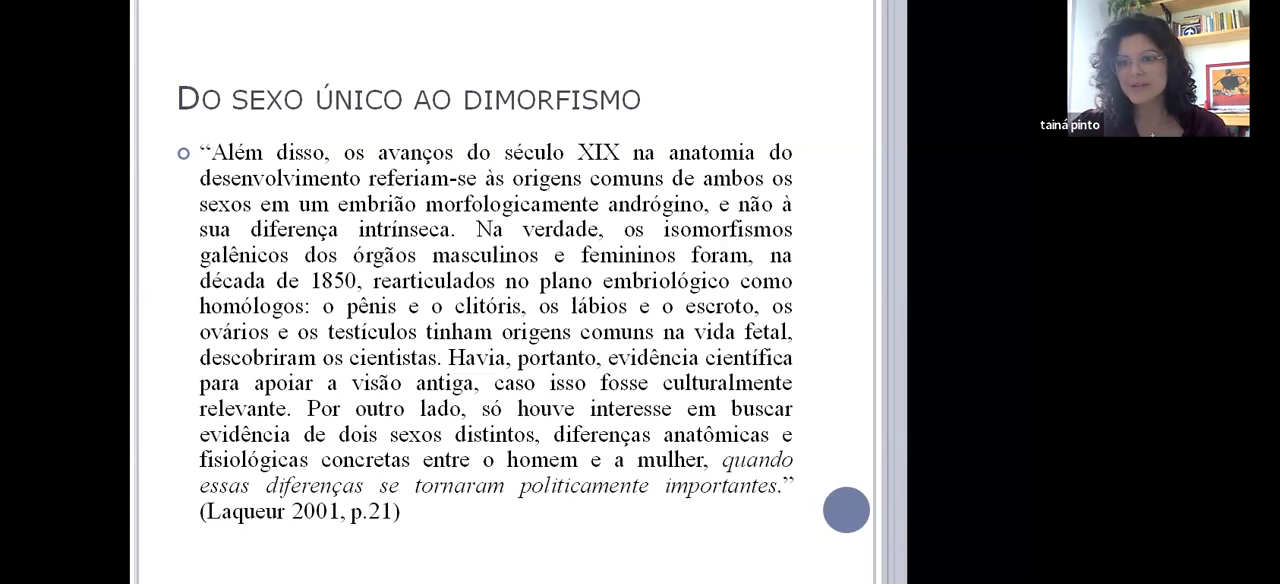 DO SEXO ÚNICO AO DIMORFISMO
“Além disso, os avanços do século XIX na anatomia do
desenvolvimento referiam-se às origens comuns de ambos os
sexos em um embrião morfologicamente andrógino, e não à
sua diferença intrínseca. Na verdade, os isomorfismos
galênicos dos órgãos masculinos e femininos foram, na
década de 1850, rearticulados no plano embriológico como
homólogos: o pênis e o clitóris, os lábios e o escroto, os
ovários e os testículos tinham origens comuns na vida fetal,
descobriram os cientistas. Havia, portanto, evidência científica
para apoiar a visão antiga, caso isso fosse culturalmente
relevante. Por outro lado, só houve interesse em buscar
evidência de dois sexos distintos, diferenças anatômicas e
fisiológicas concretas entre o homem e a mulher, quando
essas diferenças se tornaram politicamente importantes.”
(Laqueur 2001, p.21)
tainá pinto